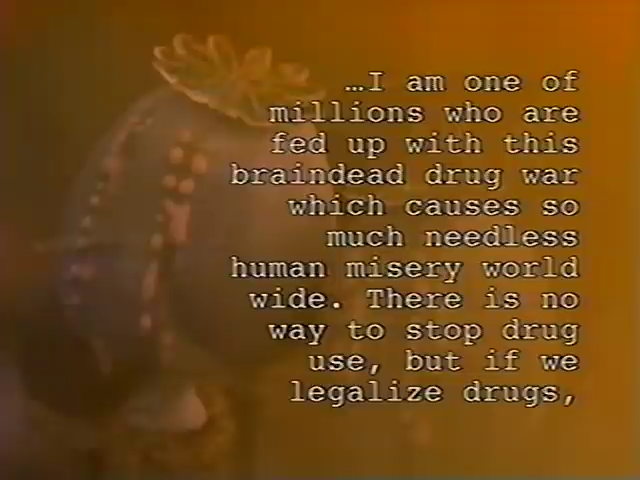 …I am one of
millions who are
fed up with this
braindead drug war
which causes so
much needless
human misery world
wide. There is no
way to stop drug
use, but if we
legalize drugs,